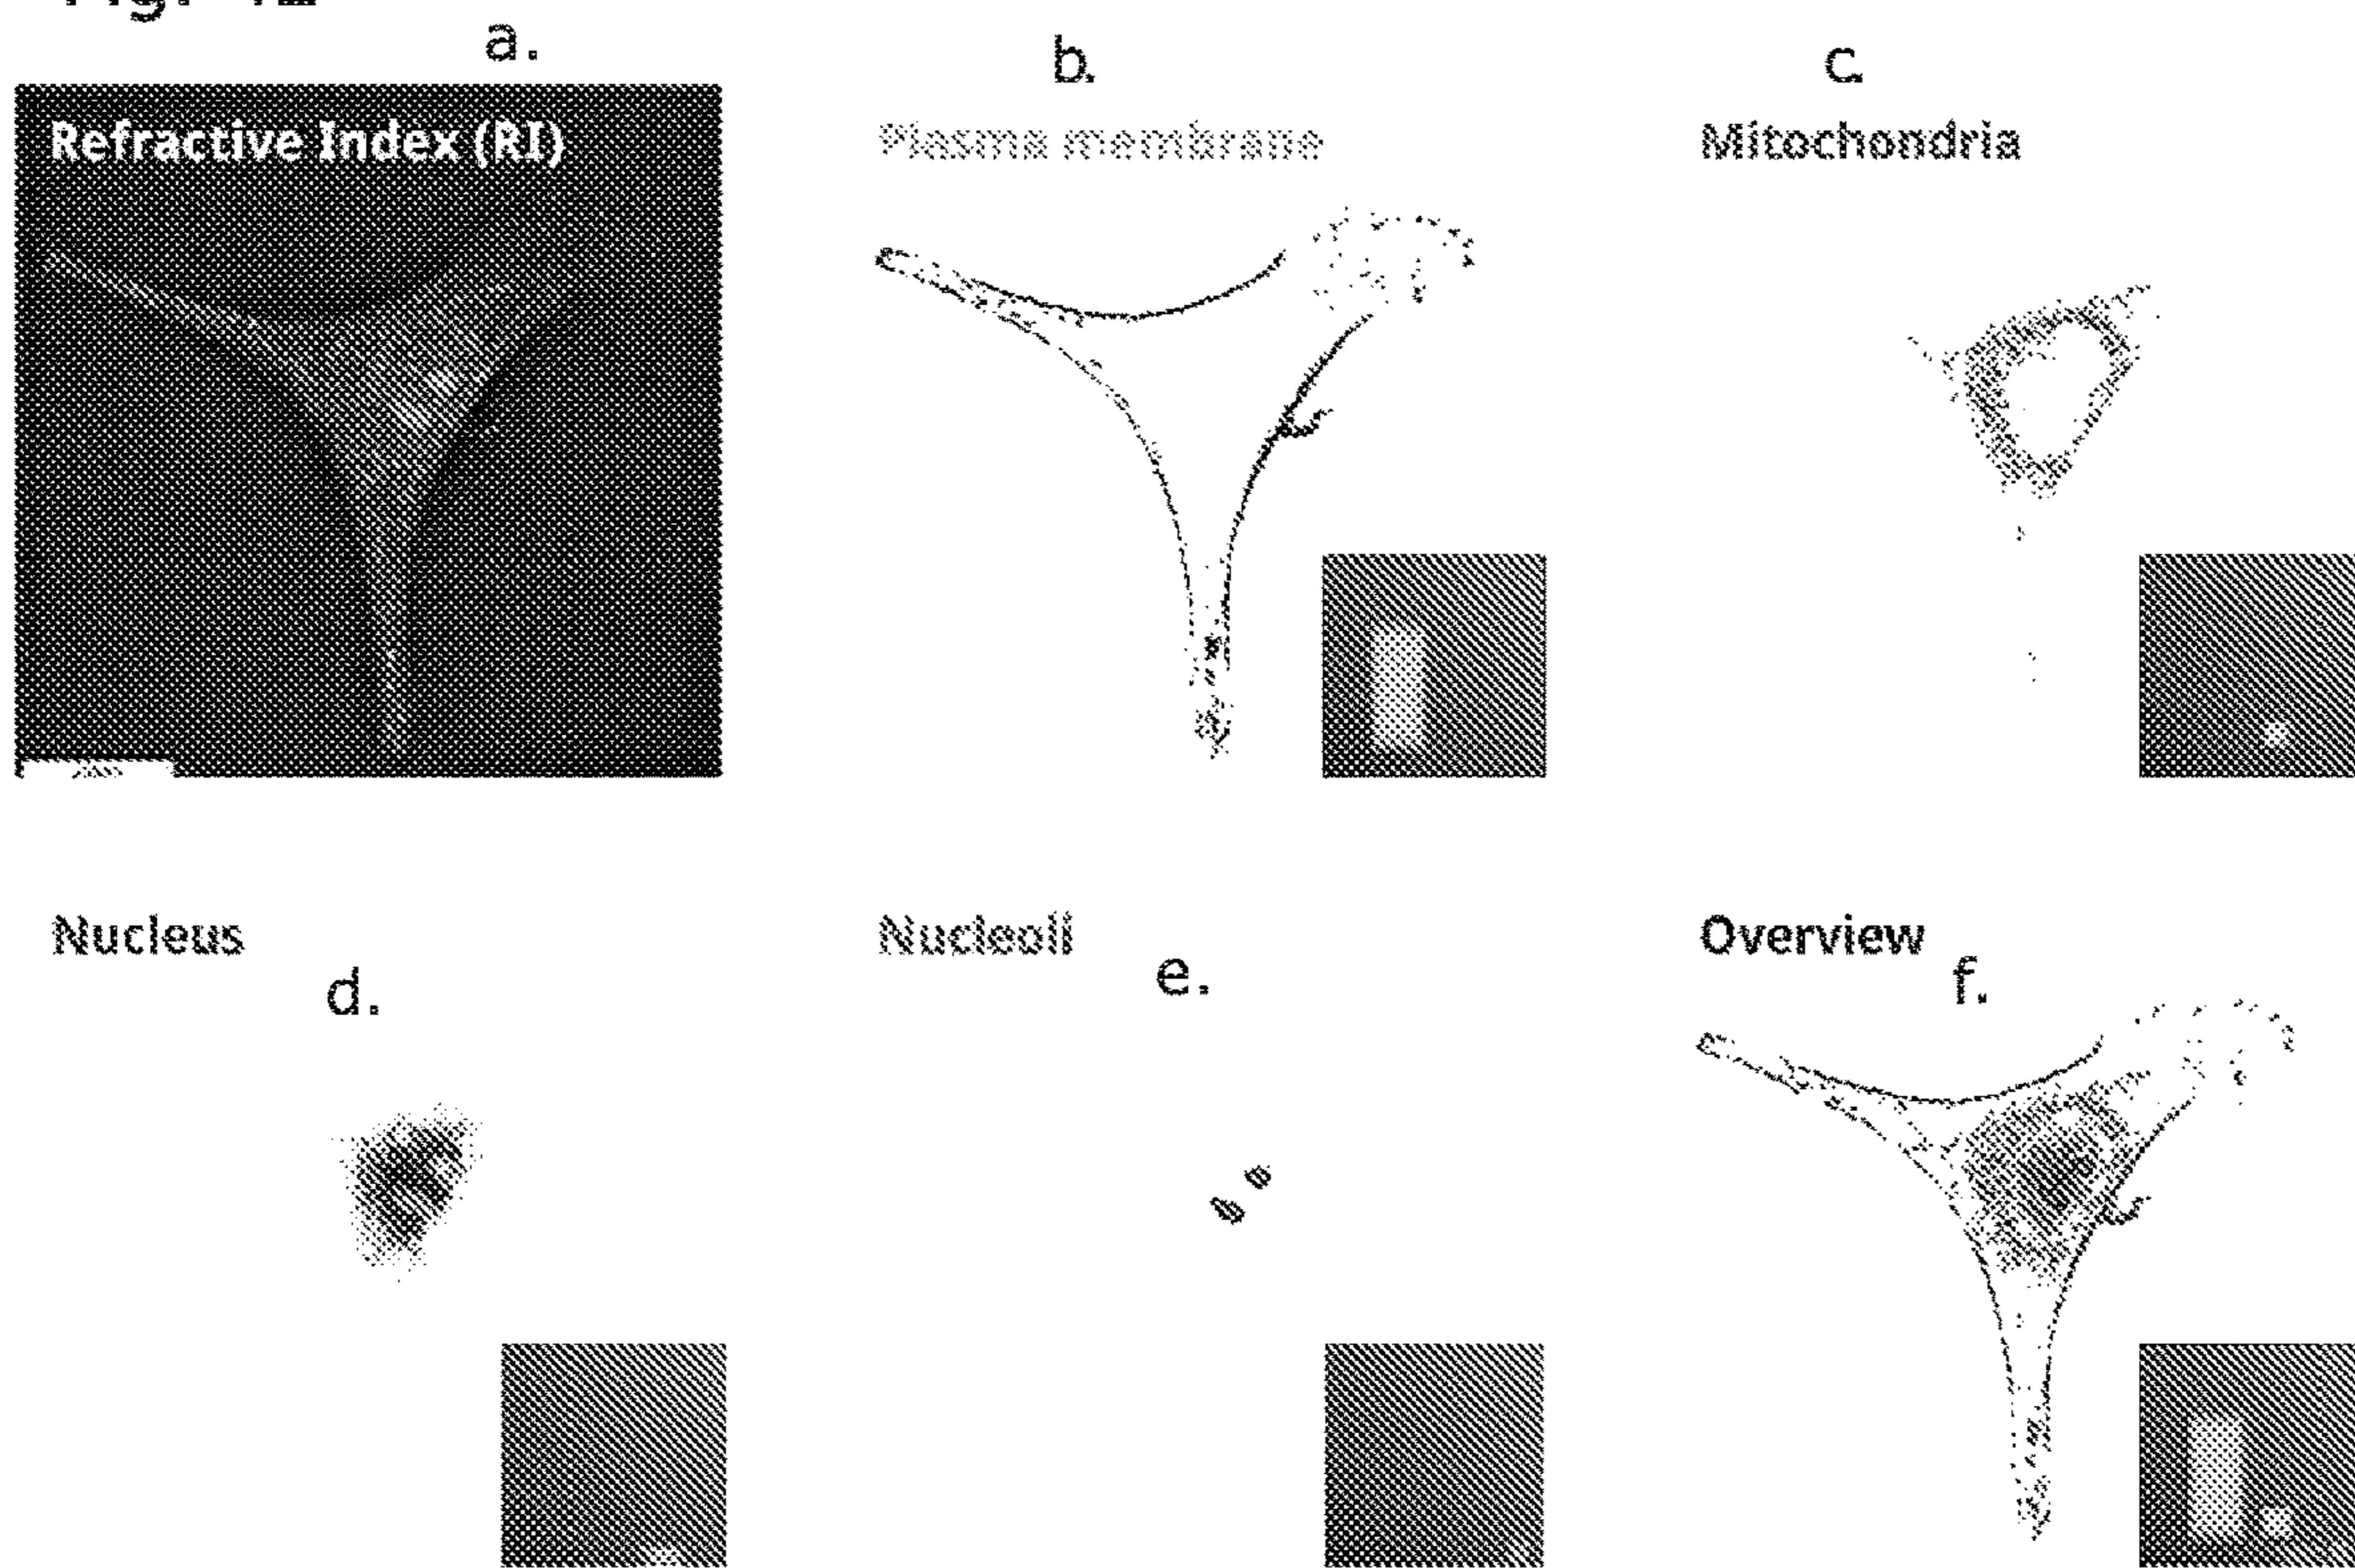 a.
b.
c.
Refractive Index (RI)
Plasma membrane
Mitochondria
Nucleus
Nucleoli
Overview
d.
e.
f.